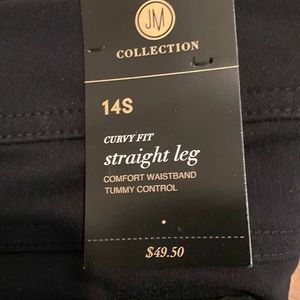 JM
COLLECTION
14S
CURVY FIT
straight leg
COMFORT WAISTBAND
TUMMY CONTROL
$49.50